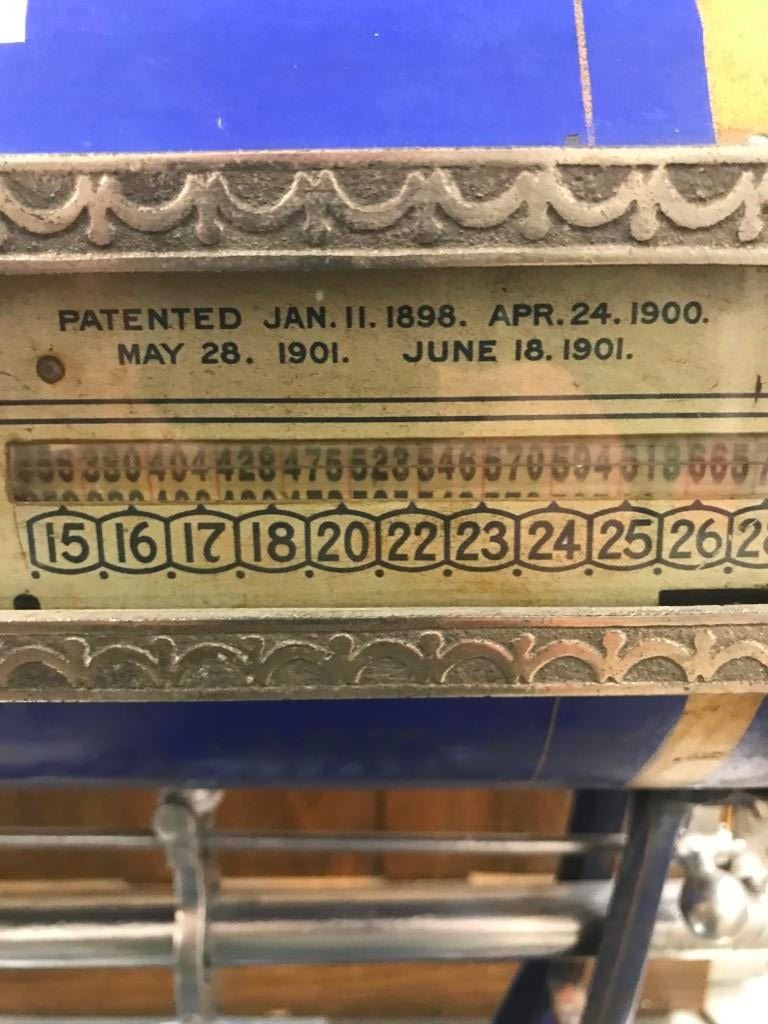 PATENTED JAN. 11. 1898. APR. 24. 1900.
MAY 28. 1901. JUNE 18. 1901.
356 380 404 428 475 523 546 570 594 618 665
15 16 17 18 20 22 23 24 25 26